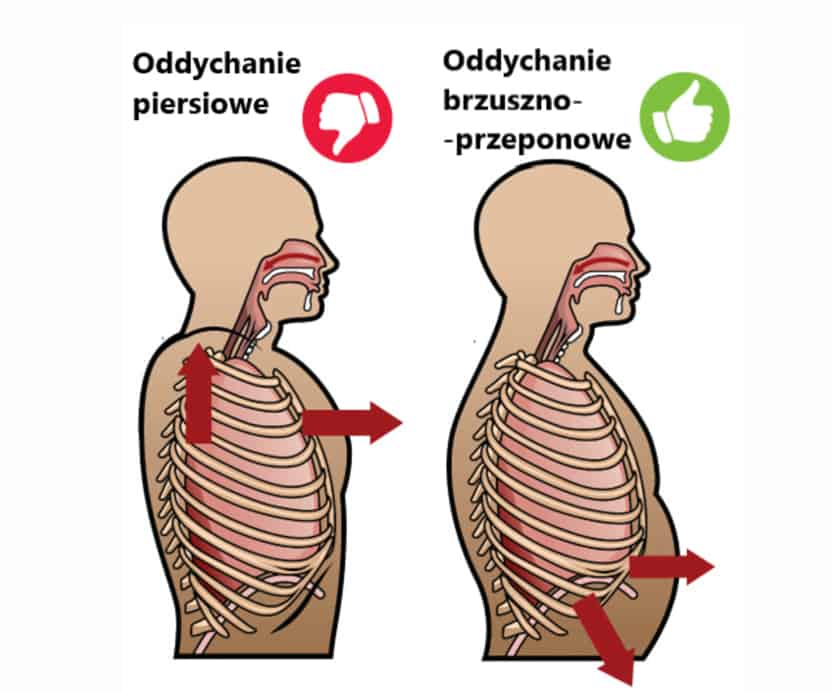 Oddychanie
piersiowe
Oddychanie
brzuszno-
-przeponowe